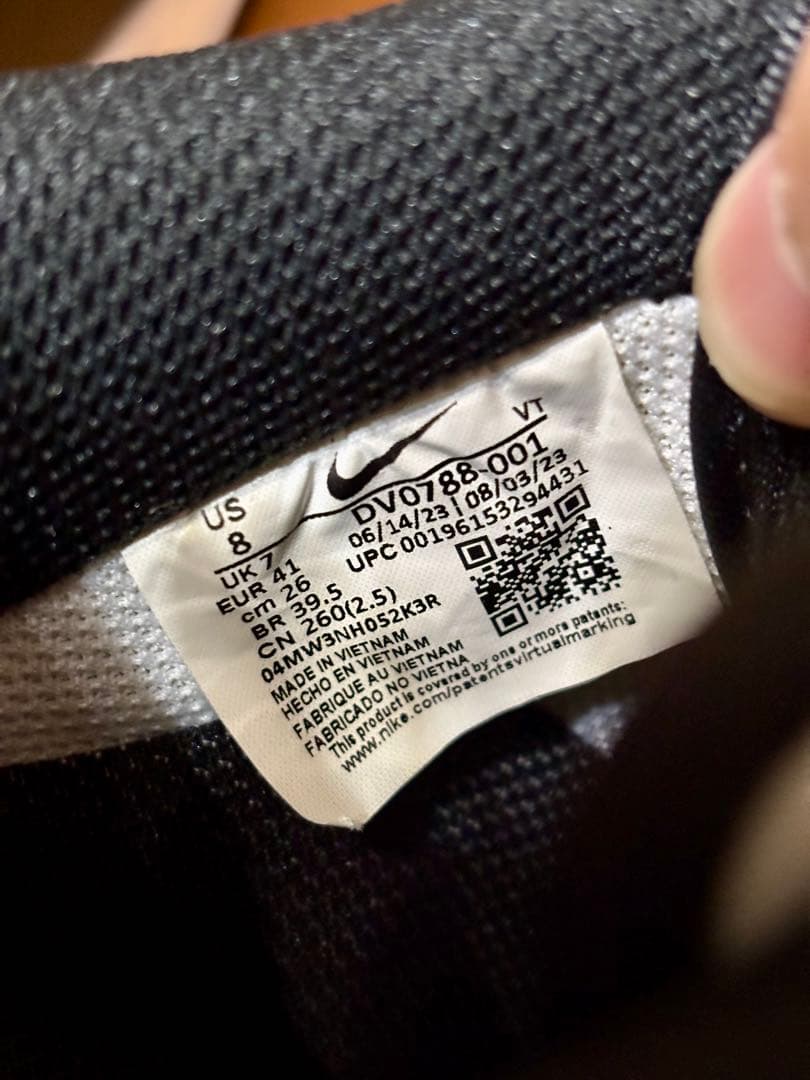 VT
US
8
DV0788-001
06/14/23 | 08/03/23
UPC 00196153294431
UK 7
EUR 41
cm 26
BR 39.5
CN 260(2.5)
04MW3NH052K3R
MADE IN VIETNAM
HECHO EN VIETNAM
FABRIQUE AU VIETNAM
FABRICADO NO VIETNA
This product is covered by one or more patents:
www.nike.com/patentsvirtualmarking